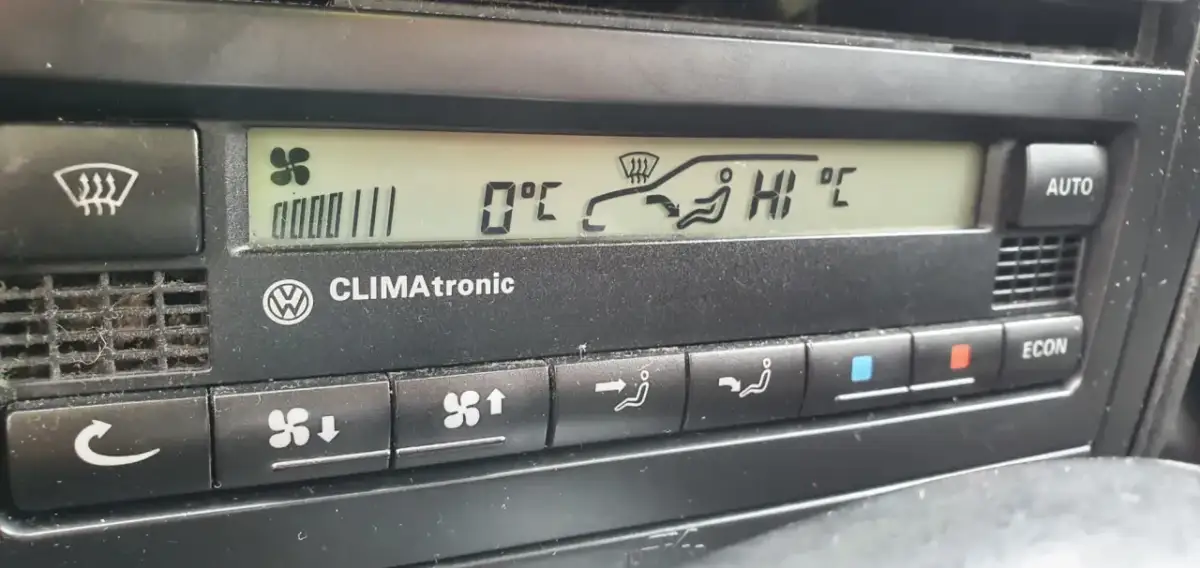 0°C HI °C
AUTO
CLIMAtronic
ECON